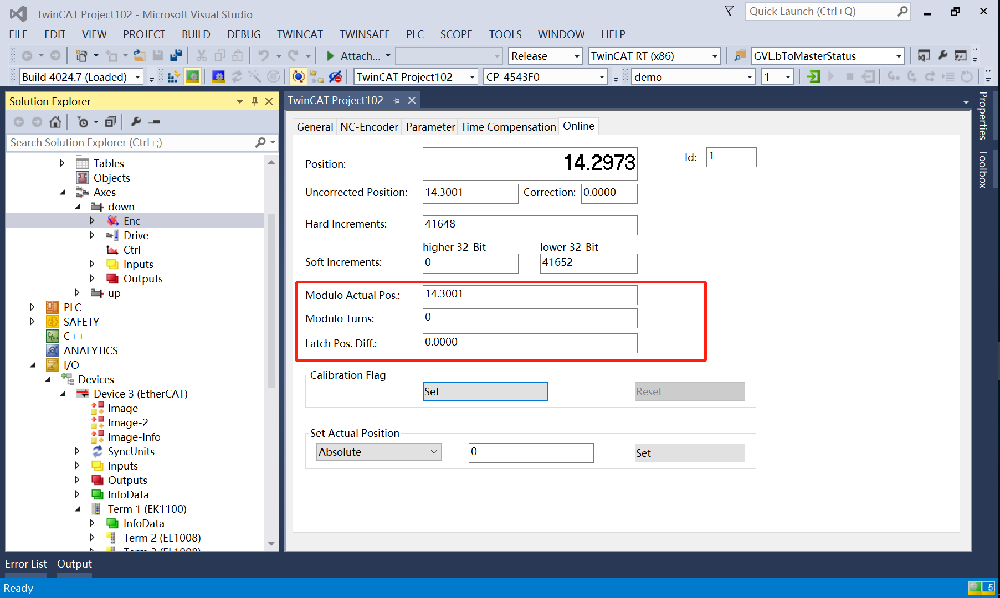 TwinCAT Project102 - Microsoft Visual Studio
Quick Launch (Ctrl+Q)
FILE EDIT VIEW PROJECT BUILD DEBUG TWINCAT TWINSAFE PLC SCOPE TOOLS WINDOW HELP
Attach... Release TwinCAT RT (x86) GVL.bToMasterStatus
Build 4024.7 (Loaded) TwinCAT Project102 CP-4543F0 demo 1
Solution Explorer
Search Solution Explorer (Ctrl+;)
Tables
Objects
Axes
down
Enc
Drive
Ctrl
Inputs
Outputs
up
PLC
SAFETY
C++
ANALYTICS
I/O
Devices
Device 3 (EtherCAT)
Image
Image-2
Image-Info
SyncUnits
Inputs
Outputs
InfoData
Term 1 (EK1100)
InfoData
Term 2 (EL1008)
Term 3 (EL1008)
TwinCAT Project102
General NC-Encoder Parameter Time Compensation Online
Position: 14.2973 Id: 1
Uncorrected Position: 14.3001 Correction: 0.0000
Hard Increments: 41648
higher 32-Bit lower 32-Bit
Soft Increments: 0 41652
Modulo Actual Pos.: 14.3001
Modulo Turns: 0
Latch Pos. Diff.: 0.0000
Calibration Flag
Set Reset
Set Actual Position
Absolute 0 Set
Properties
Toolbox
Error List Output
Ready
5